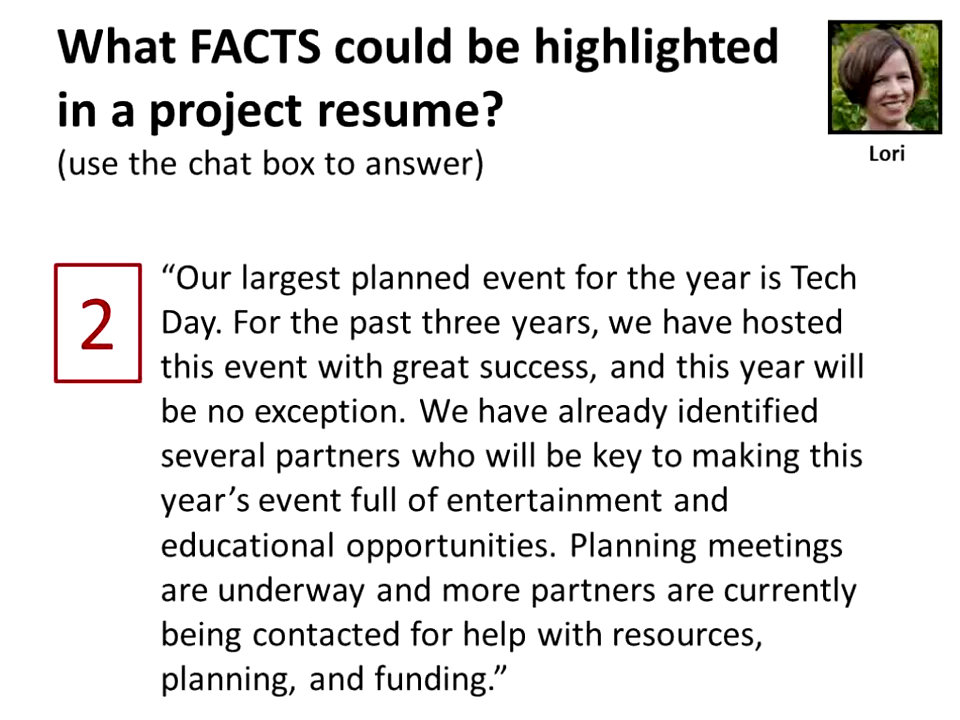 What FACTS could be highlighted
in a project resume?
(use the chat box to answer)
Lori
2
“Our largest planned event for the year is Tech
Day. For the past three years, we have hosted
this event with great success, and this year will
be no exception. We have already identified
several partners who will be key to making this
year’s event full of entertainment and
educational opportunities. Planning meetings
are underway and more partners are currently
being contacted for help with resources,
planning, and funding.”